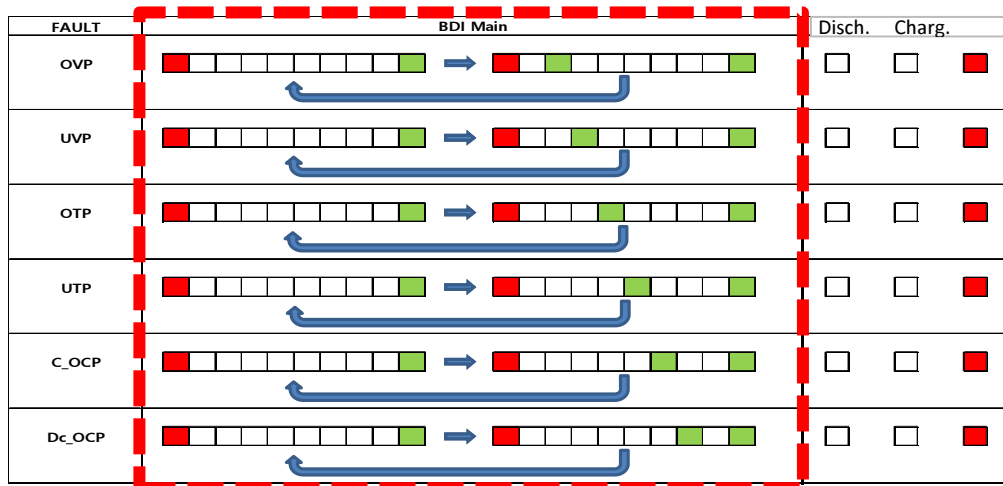 FAULT BDI Main Disch. Charg.
OVP
UVP
OTP
UTP
C_OCP
Dc_OCP